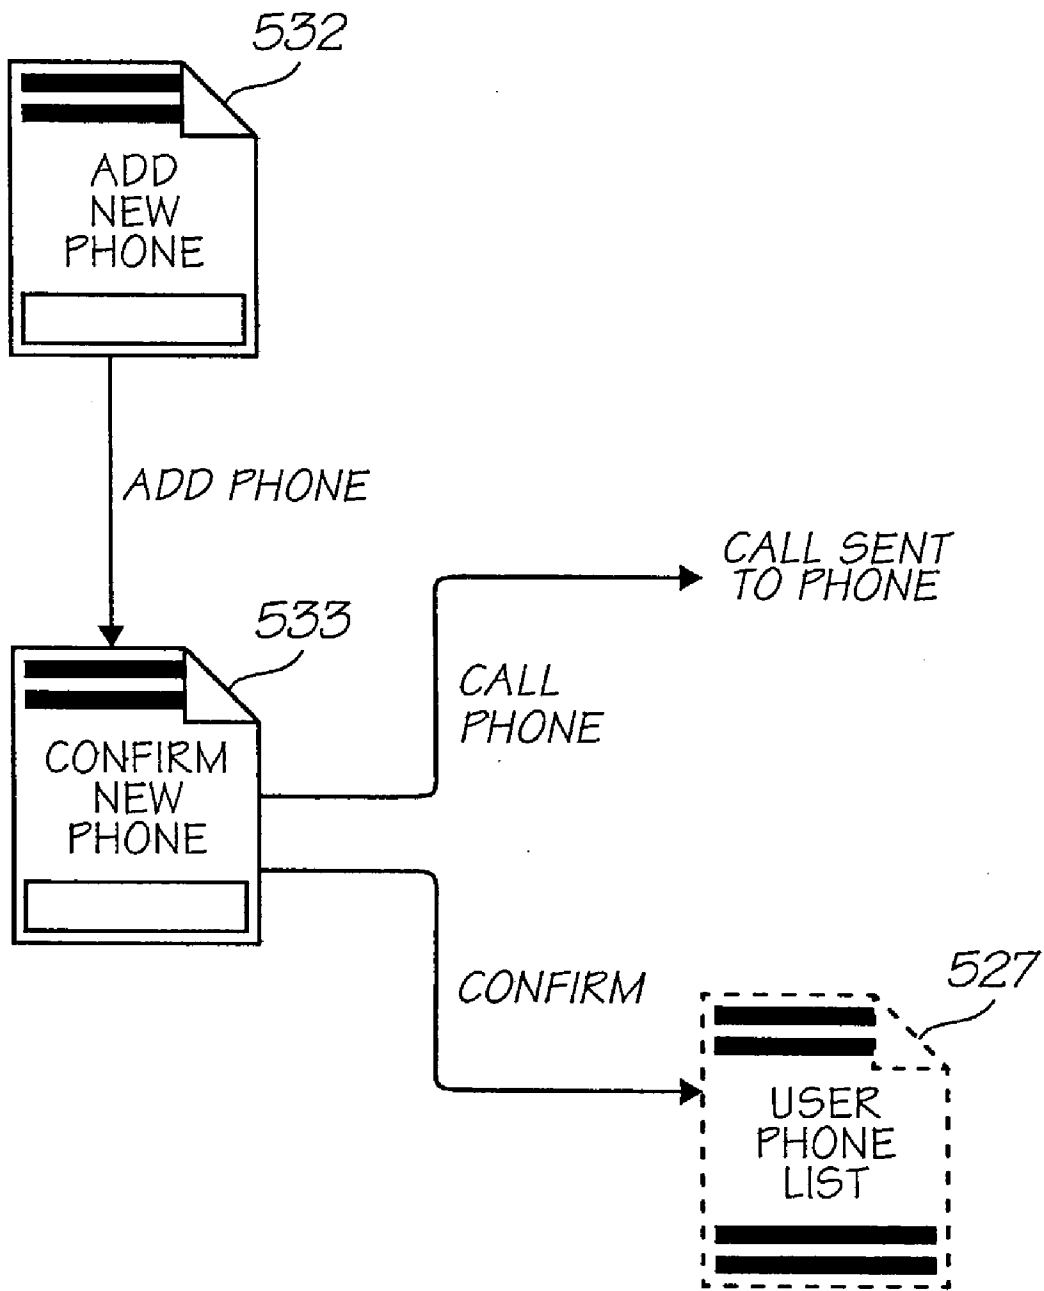 532
ADD
NEW
PHONE
ADD PHONE
CALL SENT
TO PHONE
533
CALL
PHONE
CONFIRM
NEW
PHONE
CONFIRM
527
USER
PHONE
LIST